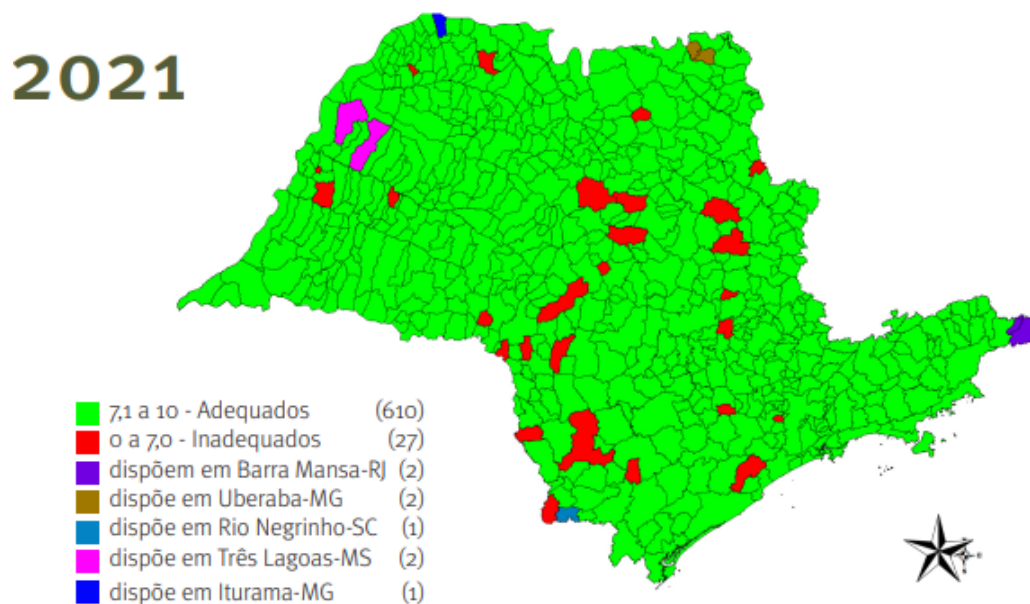 2021
7,1 a 10 - Adequados (610)
0 a 7,0 - Inadequados (27)
dispõem em Barra Mansa-RJ (2)
dispõe em Uberaba-MG (2)
dispõe em Rio Negrinho-SC (1)
dispõe em Três Lagoas-MS (2)
dispõe em Iturama-MG (1)